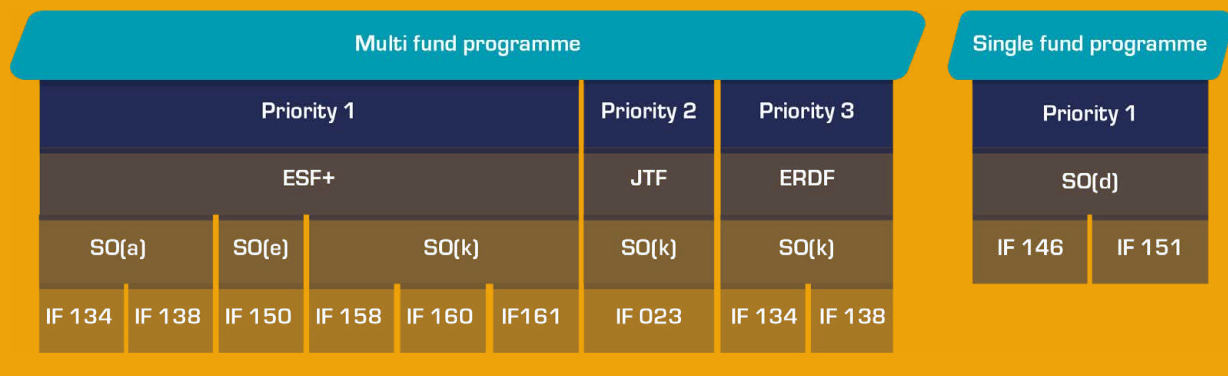 Multi fund programme Single fund programme
Priority 1 Priority 2 Priority 3 Priority 1
ESF+ JTF ERDF SO(d)
SO(a) SO(e) SO(k) SO(k) SO(k) IF 146 IF 151
IF 134 IF 138 IF 150 IF 158 IF 160 IF161 IF 023 IF 134 IF 138